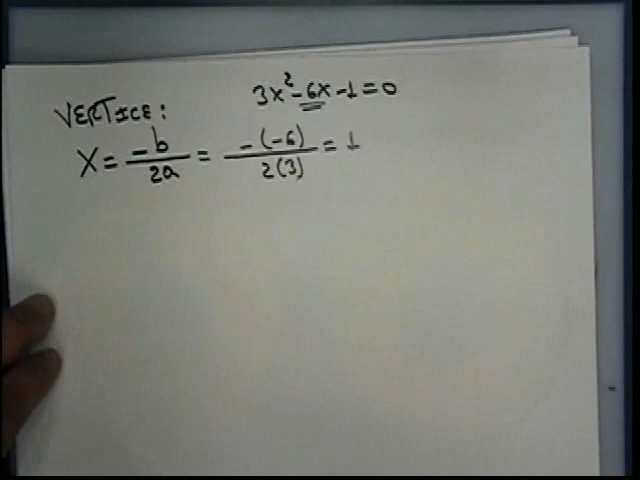 3x² - 6x - 1 = 0
VERTICE:
X = -b / 2a = -(-6) / 2(3) = 1